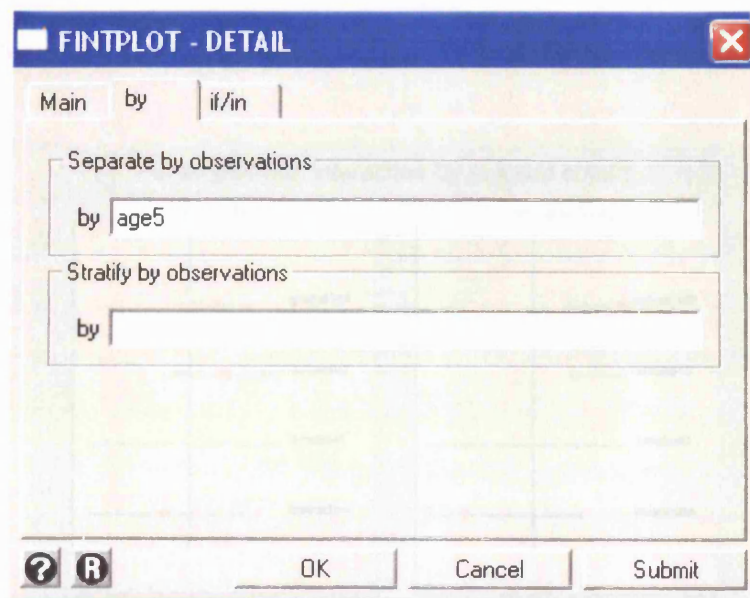 FINTPLOT - DETAIL
Main by if/in
Separate by observations
by age5
Stratify by observations
by
? R OK Cancel Submit